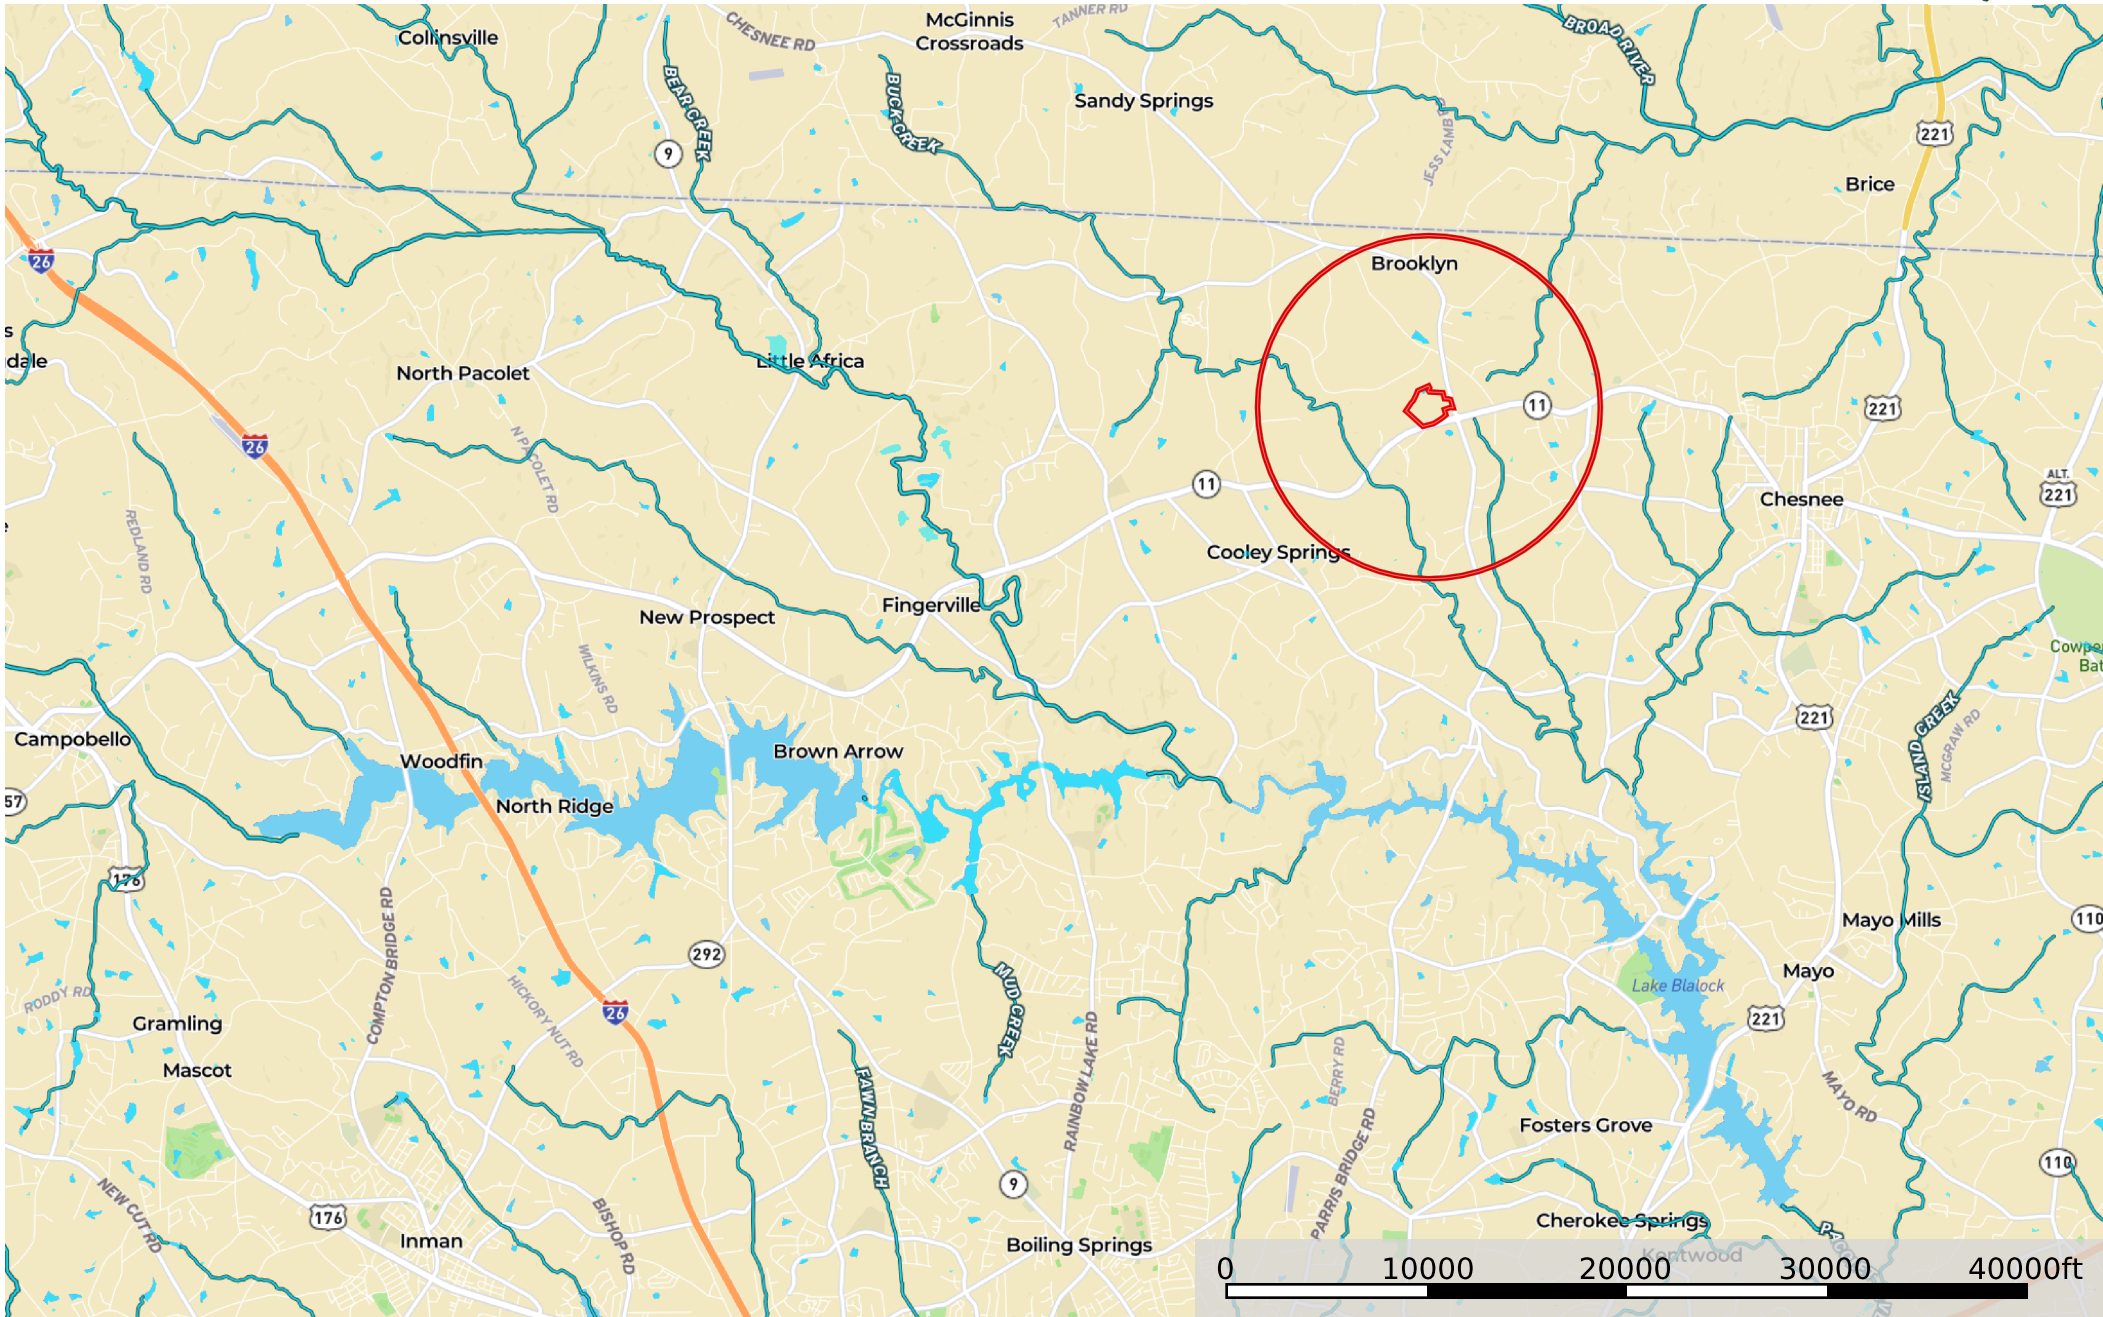 Collinsville
CHESNEE RD
McGinnis
Crossroads
TANNER RD
BROAD RIVER
BEAR CREEK
BUCK CREEK
Sandy Springs
JESS LAMB
221
9
Brice
26
Brooklyn
dale
North Pacolet
Little Africa
11
221
26
N PACOLET RD
11
ALT.
221
Chesnee
REDLAND RD
Cooley Springs
Fingerville
New Prospect
WILKINS RD
Cowpe
Bat
ISLAND CREEK
MCGRAW RD
221
Campobello
Woodfin
Brown Arrow
57
North Ridge
176
COMPTON BRIDGE RD
292
Mayo Mills
110
Mayo
Lake Blalock
RODDY RD
HICKORY NUT RD
MUD CREEK
26
221
Gramling
RAINBOW LAKE RD
BERRY RD
Mascot
FAWN BRANCH
MAYO RD
Fosters Grove
PARRIS BRIDGE RD
110
NEW CUT RD
9
176
BISHOP RD
Inman
Boiling Springs
Cherokee Springs
Kentwood
0 10000 20000 30000 40000ft